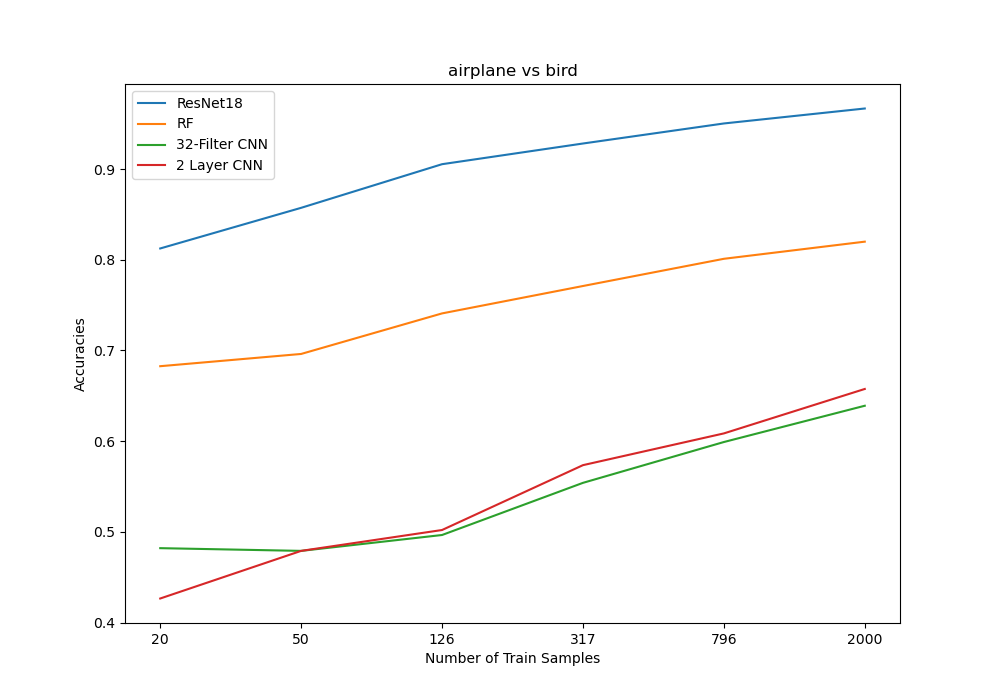 airplane vs bird
ResNet18
RF
32-Filter CNN
2 Layer CNN
Accuracies
0.9
0.8
0.7
0.6
0.5
0.4
20 50 126 317 796 2000
Number of Train Samples